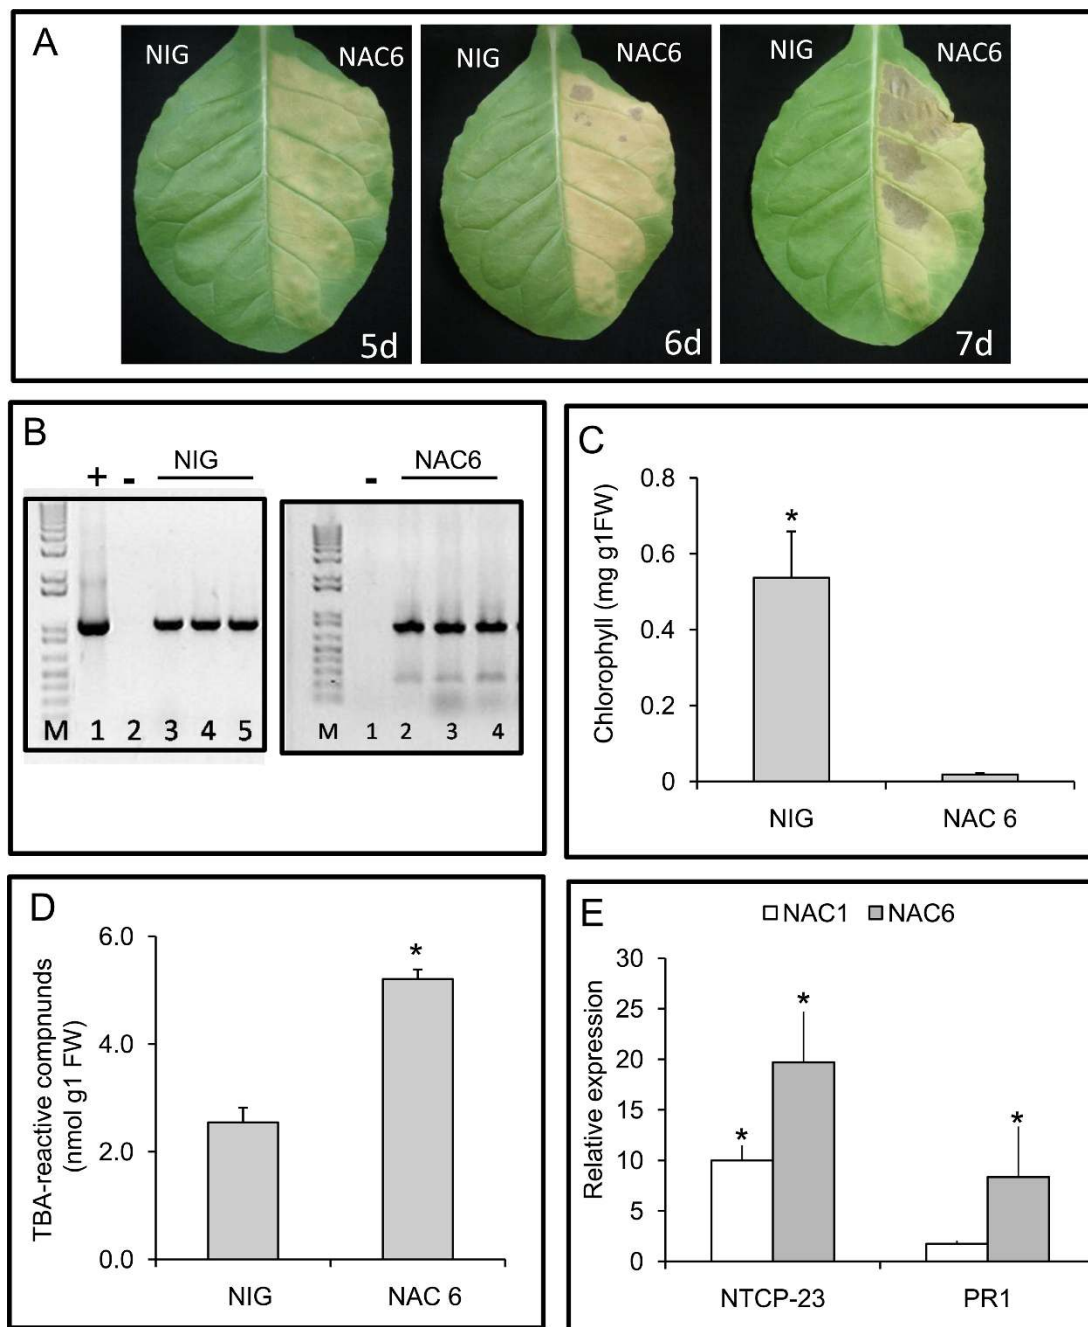 A
NIG NAC6
5d
NIG NAC6
6d
NIG NAC6
7d
B
+ - NIG
M 1 2 3 4 5
- NAC6
M 1 2 3 4
C
Chlorophyll (mg g1FW)
0.8
0.6
0.4
0.2
0
*
NIG NAC 6
D
TBA-reactive compnunds
(nmol g1 FW)
6.0
4.0
2.0
0.0
*
NIG NAC 6
E
NAC1 NAC6
Relative expression
30
25
20
15
10
5
0
* * *
NTCP-23 PR1